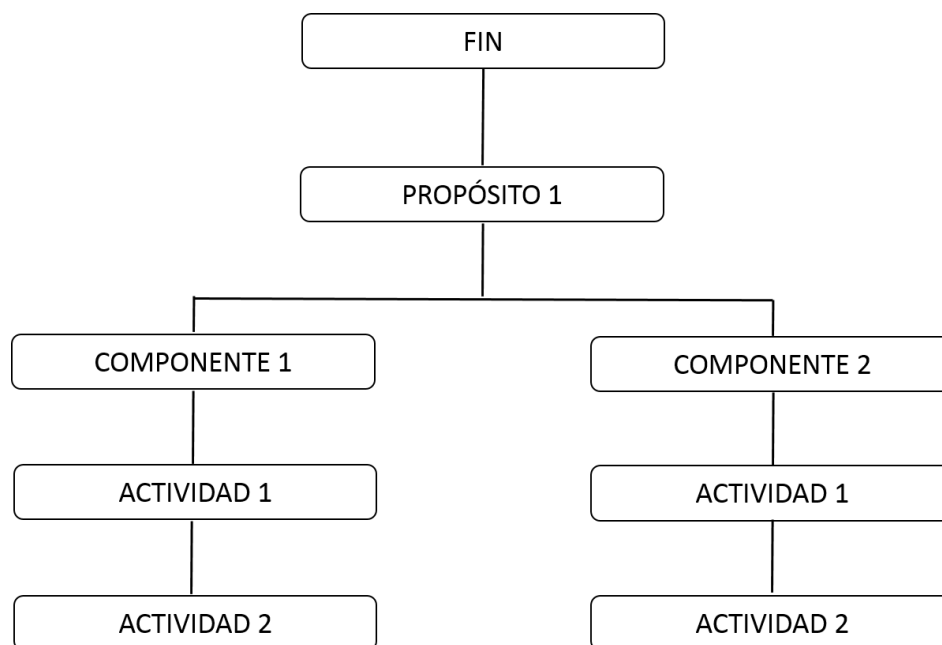 FIN
PROPÓSITO 1
COMPONENTE 1
COMPONENTE 2
ACTIVIDAD 1
ACTIVIDAD 1
ACTIVIDAD 2
ACTIVIDAD 2